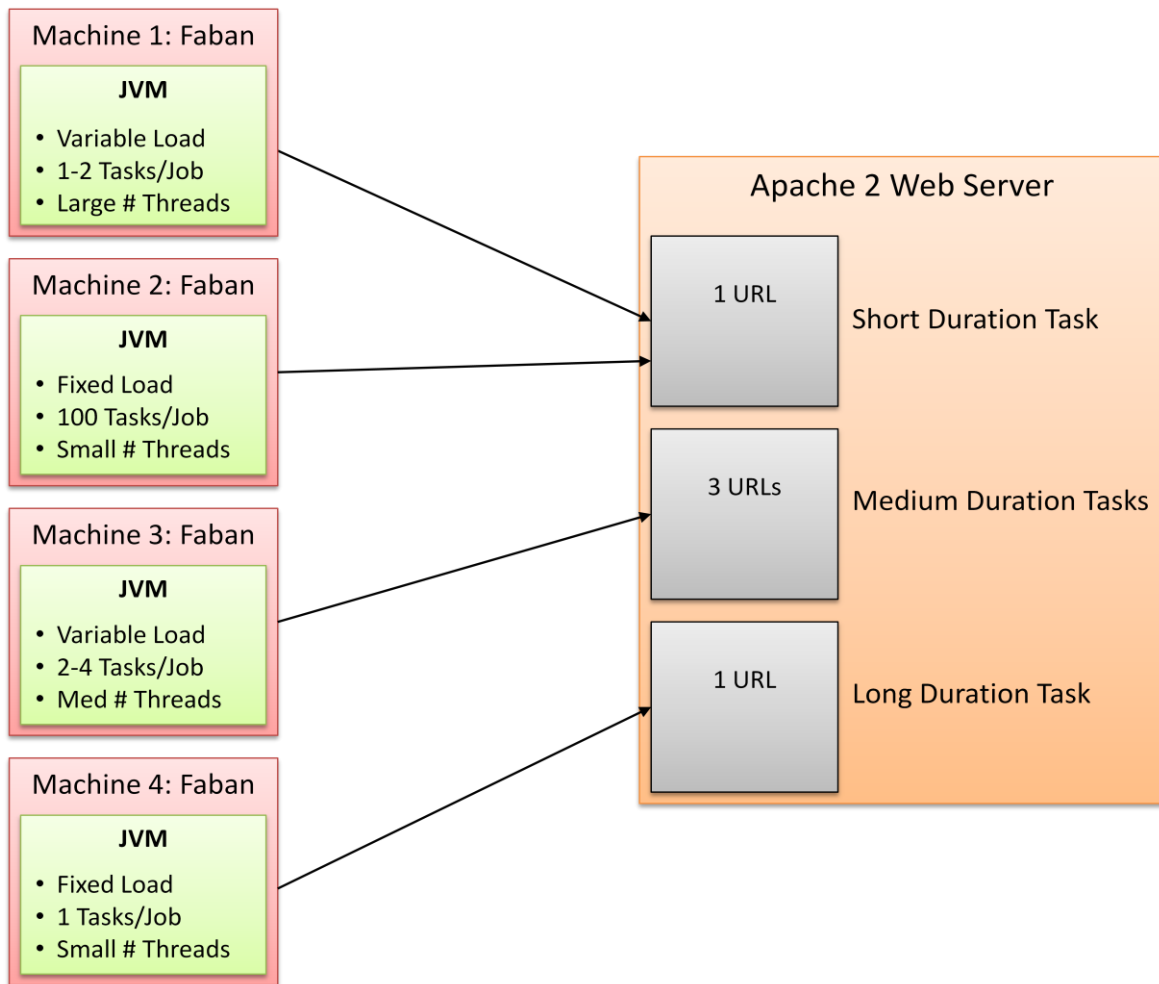 Machine 1: Faban
JVM
• Variable Load
• 1-2 Tasks/Job
• Large # Threads
Machine 2: Faban
JVM
• Fixed Load
• 100 Tasks/Job
• Small # Threads
Machine 3: Faban
JVM
• Variable Load
• 2-4 Tasks/Job
• Med # Threads
Machine 4: Faban
JVM
• Fixed Load
• 1 Tasks/Job
• Small # Threads
Apache 2 Web Server
1 URL
Short Duration Task
3 URLs
Medium Duration Tasks
1 URL
Long Duration Task